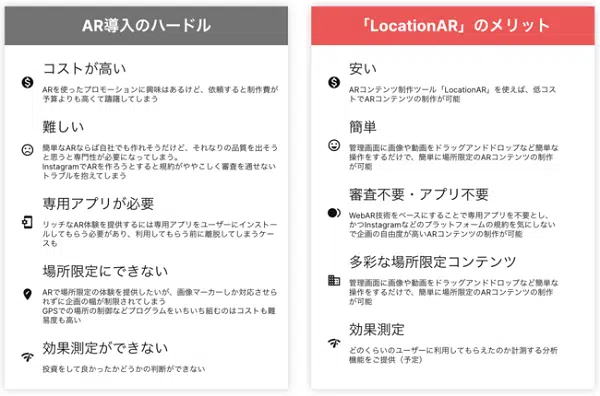 AR導入のハードル
コストが高い
ARを使ったプロモーションに興味はあるけど、依頼すると制作費が
予算よりも高くて躊躇してしまう
難しい
簡単なARならば自社でも作れそうだけど、それなりの品質を出そう
と思うと専門性が必要になってしまう。
InstagramでARを作ろうとすると規約がややこしく審査を通せない
トラブルを抱えてしまう
専用アプリが必要
リッチなAR体験を提供するには専用アプリをユーザーにインストー
ルしてもらう必要があり、利用してもらう前に離脱してしまうケー
スも
場所限定にできない
ARで場所限定の体験を提供したいが、画像マーカーしか対応させら
れずに企画の幅が制限されてしまう
GPSでの場所の制御などプログラムをいちいち組むのはコストも難
易度も高い
効果測定ができない
投資をして良かったかどうかの判断ができない
「LocationAR」のメリット
安い
ARコンテンツ制作ツール「LocationAR」を使えば、低コス
トでARコンテンツの制作が可能
簡単
管理画面に画像や動画をドラッグアンドドロップなど簡単な
操作をするだけで、簡単に場所限定のARコンテンツの制作
が可能
審査不要・アプリ不要
WebAR技術をベースにすることで専用アプリを不要とし、
かつInstagramなどのプラットフォームの規約を気にしない
で企画の自由度が高いARコンテンツの制作が可能
多彩な場所限定コンテンツ
管理画面に画像や動画をドラッグアンドドロップなど簡単な
操作をするだけで、簡単に場所限定のARコンテンツの制作
が可能
効果測定
どのくらいのユーザーに利用してもらえたのか計測する分析
機能をご提供（予定）